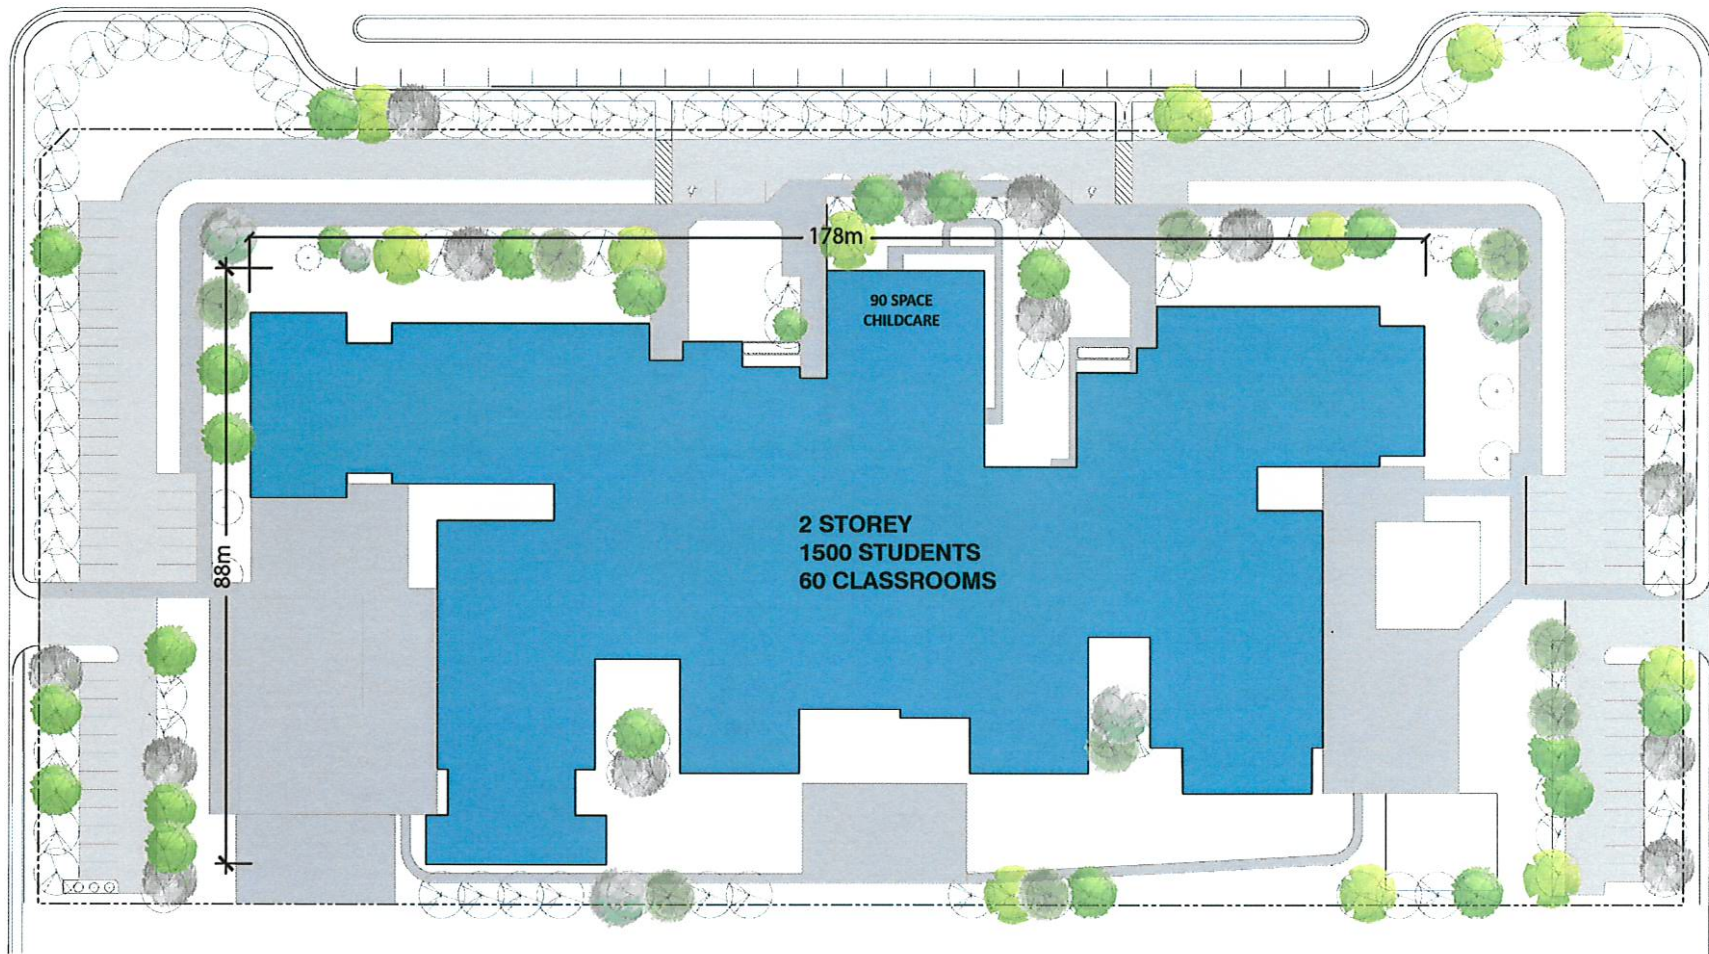 178m
90 SPACE
CHILDCARE
2 STOREY
1500 STUDENTS
60 CLASSROOMS
88m